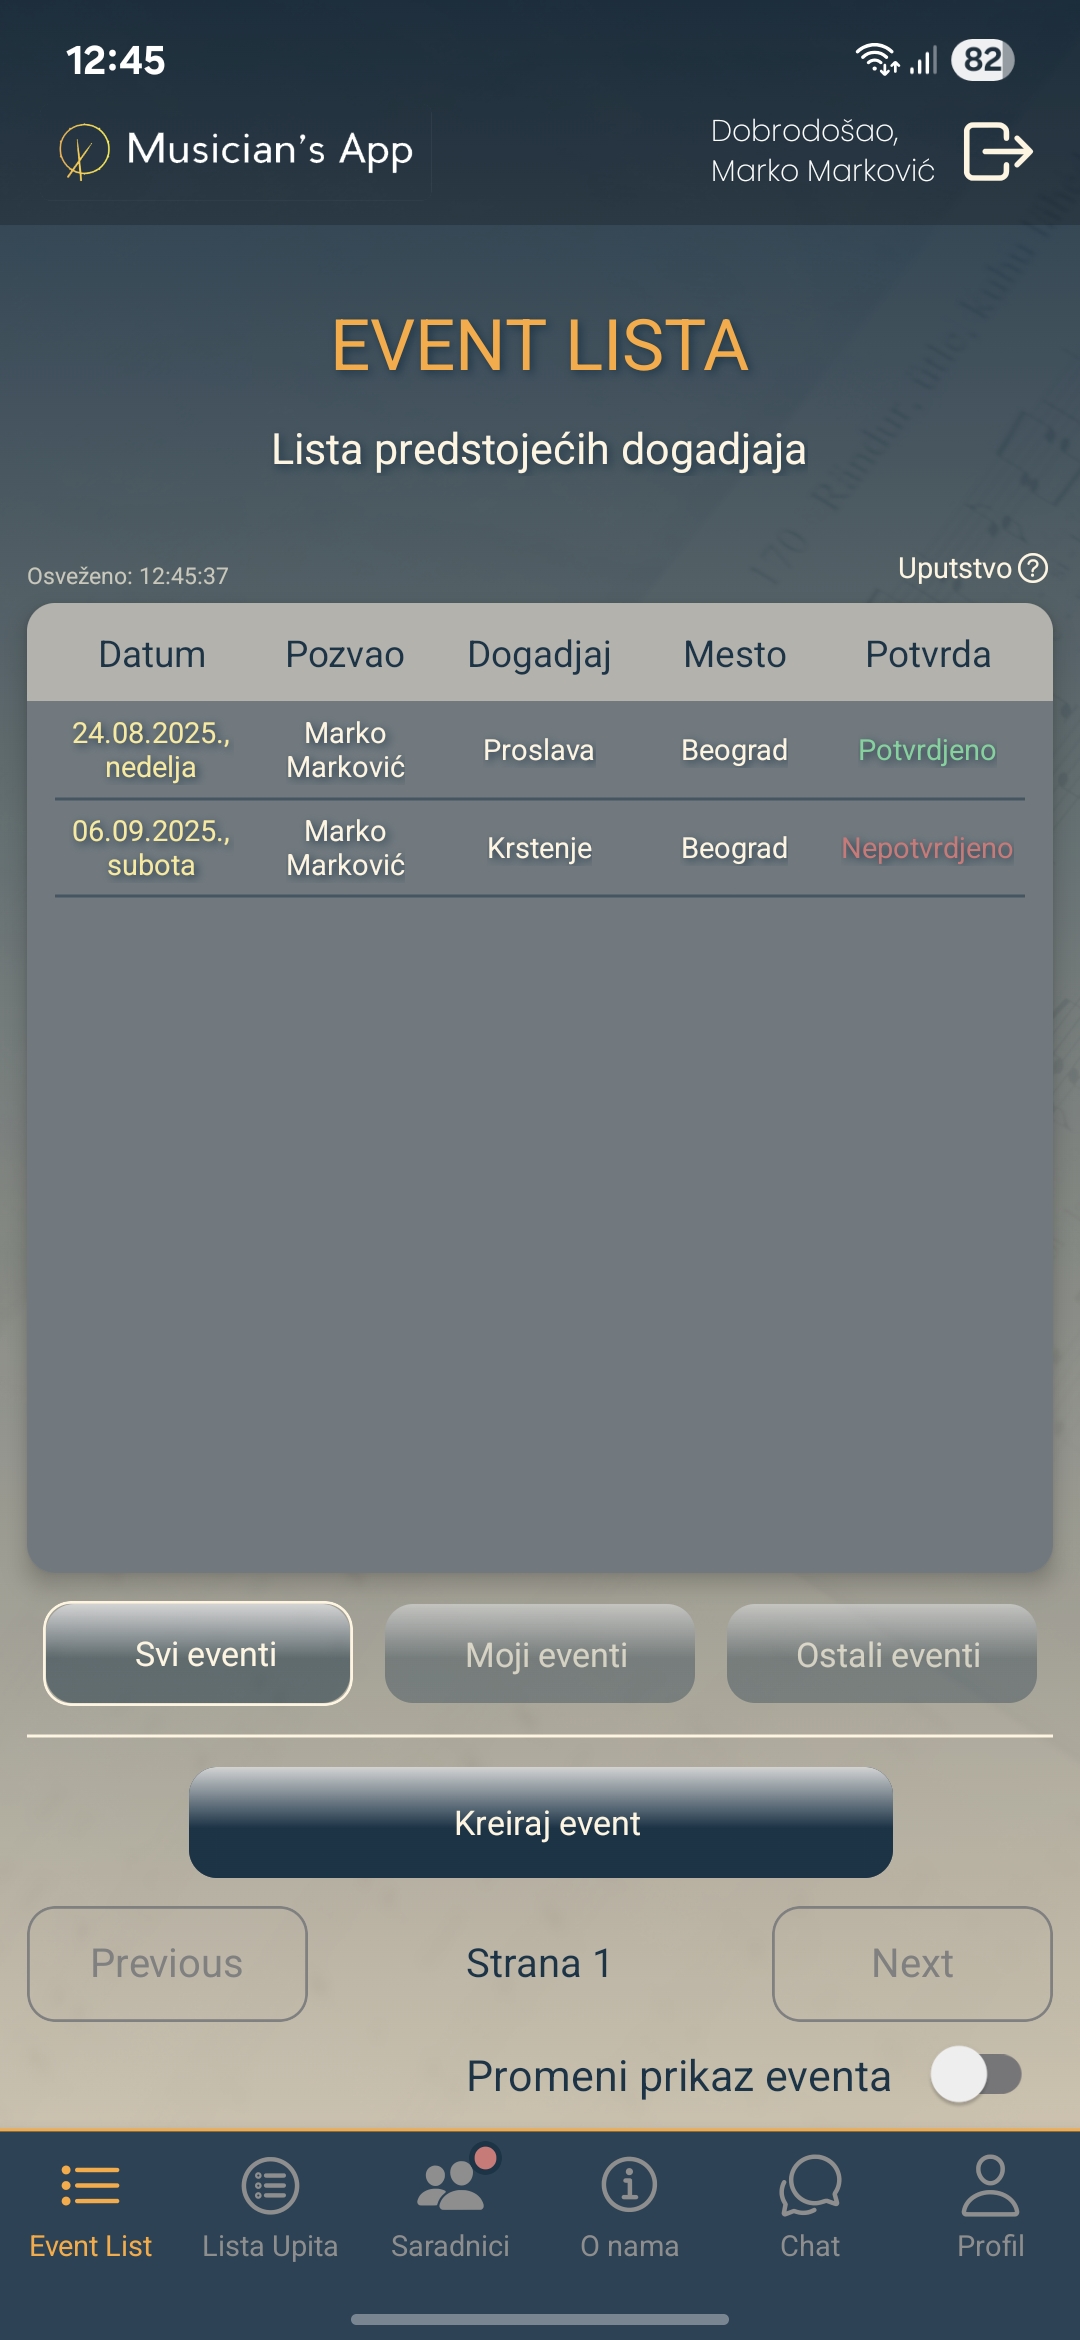 12:45
82
Musician's App
Dobrodošao,
Marko Marković
EVENT LISTA
Lista predstojećih dogadjaja
Osveženo: 12:45:37
Uputstvo
Datum Pozvao Dogadjaj Mesto Potvrda
24.08.2025., nedelja Marko Marković Proslava Beograd Potvrdjeno
06.09.2025., subota Marko Marković Krstenje Beograd Nepotvrdjeno
Svi eventi Moji eventi Ostali eventi
Kreiraj event
Previous Strana 1 Next
Promeni prikaz eventa
Event List Lista Upita Saradnici O nama Chat Profil